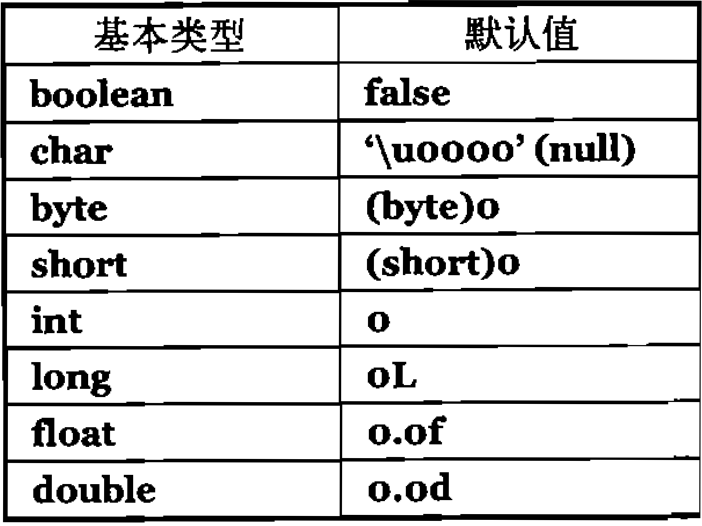 基本类型 默认值
boolean false
char ‘\u0000’ (null)
byte (byte)0
short (short)0
int 0
long 0L
float 0.0f
double 0.0d